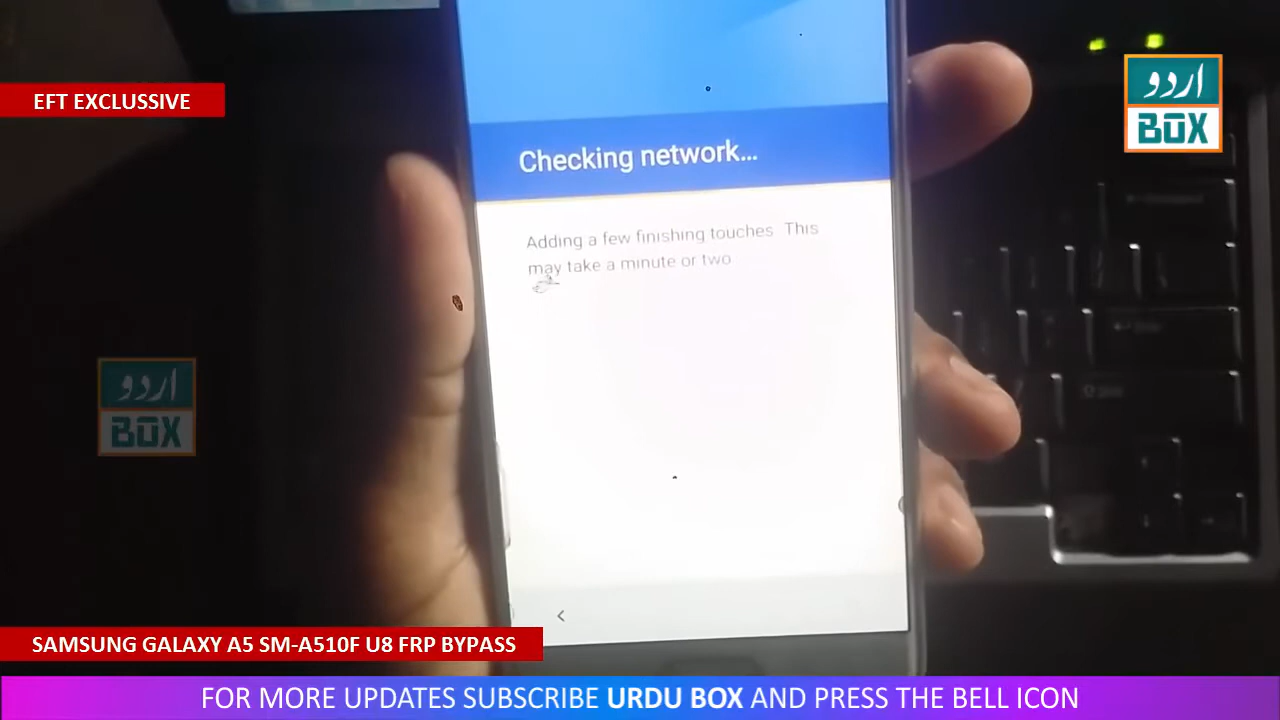 EFT EXCLUSSIVE
اردو
BOX
Checking network...
Adding a few finishing touches This
may take a minute or two
اردو
BOX
SAMSUNG GALAXY A5 SM-A510F U8 FRP BYPASS
FOR MORE UPDATES SUBSCRIBE URDU BOX AND PRESS THE BELL ICON